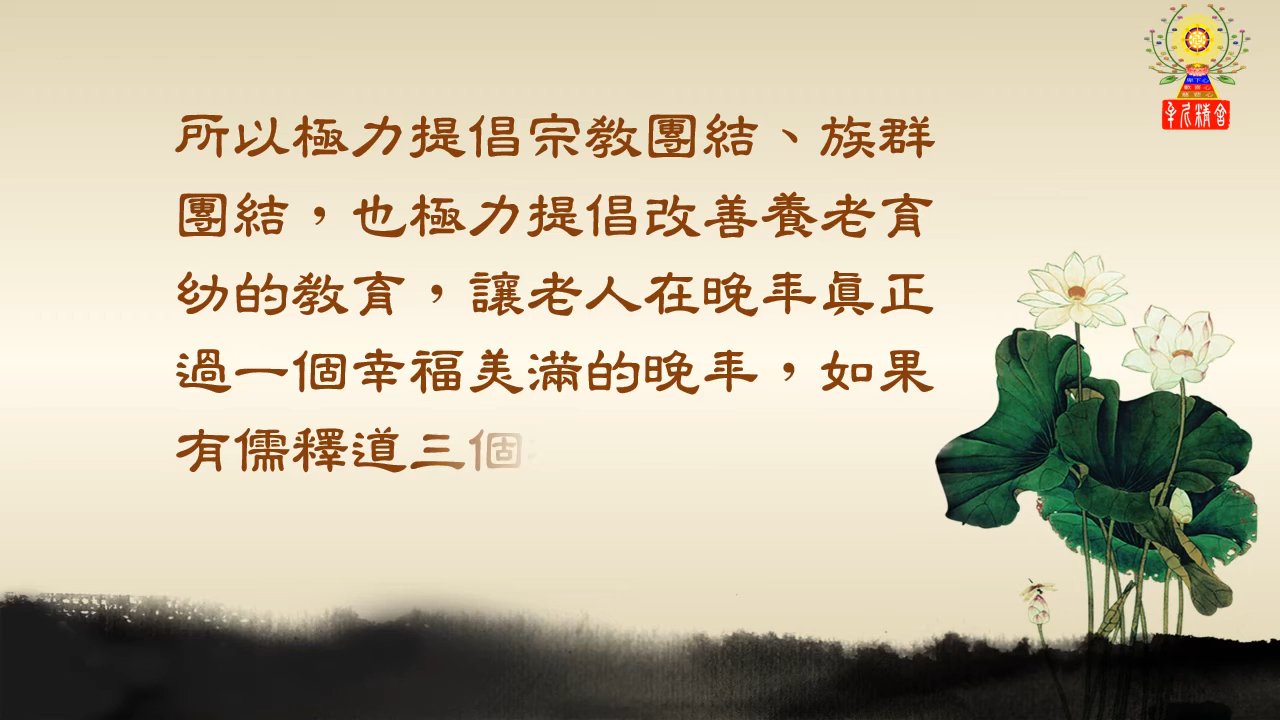 所以極力提倡宗教團結、族群
團結，也極力提倡改善養老育
幼的教育，讓老人在晚年眞正
過一個幸福美滿的晚年，如果
有儒釋道三個